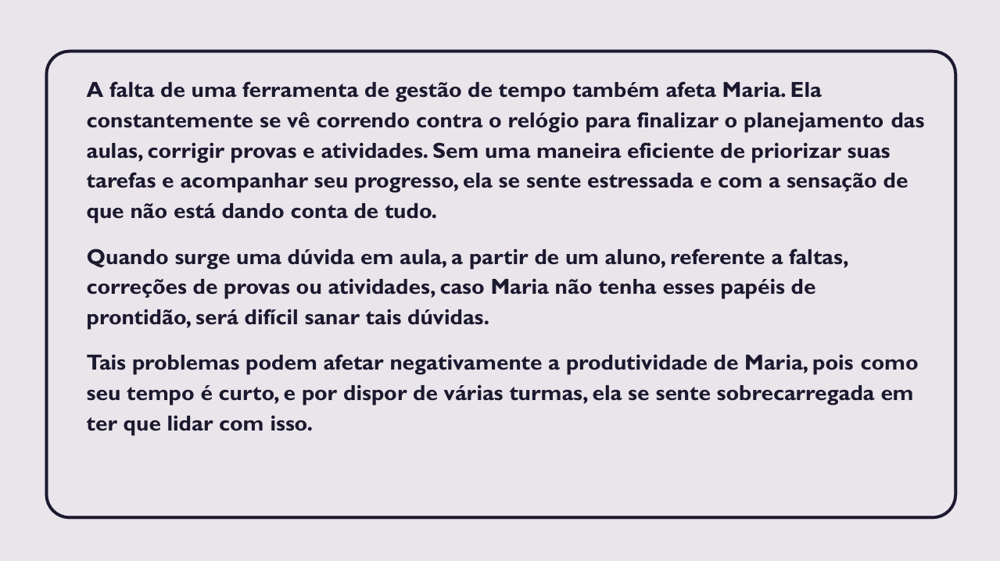 A falta de uma ferramenta de gestão de tempo também afeta Maria. Ela
constantemente se vê correndo contra o relógio para finalizar o planejamento das
aulas, corrigir provas e atividades. Sem uma maneira eficiente de priorizar suas
tarefas e acompanhar seu progresso, ela se sente estressada e com a sensação de
que não está dando conta de tudo.
Quando surge uma dúvida em aula, a partir de um aluno, referente a faltas,
correções de provas ou atividades, caso Maria não tenha esses papéis de
prontidão, será difícil sanar tais dúvidas.
Tais problemas podem afetar negativamente a produtividade de Maria, pois como
seu tempo é curto, e por dispor de várias turmas, ela se sente sobrecarregada em
ter que lidar com isso.